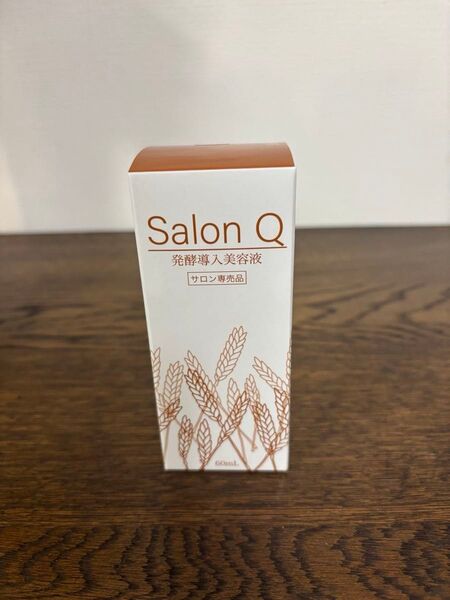 Salon Q
発酵導入美容液
サロン専売品
60mL